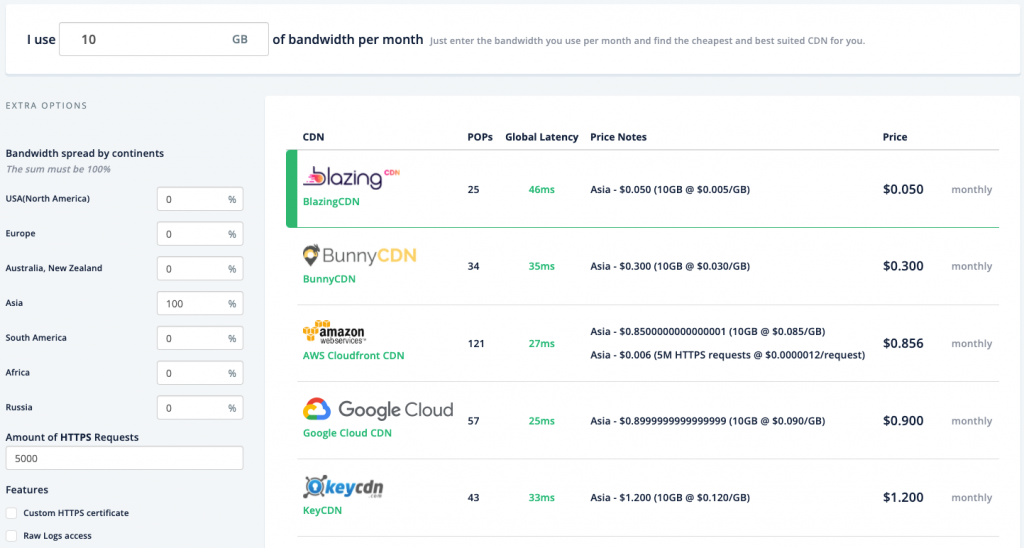 I use 10 GB of bandwidth per month Just enter the bandwidth you use per month and find the cheapest and best suited CDN for you.
EXTRA OPTIONS
Bandwidth spread by continents
The sum must be 100%
USA(North America) 0 %
Europe 0 %
Australia, New Zealand 0 %
Asia 100 %
South America 0 %
Africa 0 %
Russia 0 %
Amount of HTTPS Requests
5000
Features
Custom HTTPS certificate
Raw Logs access
CDN POPs Global Latency Price Notes Price
blazing CDN
BlazingCDN 25 46ms Asia - $0.050 (10GB @ $0.005/GB) $0.050 monthly
BunnyCDN
BunnyCDN 34 35ms Asia - $0.300 (10GB @ $0.030/GB) $0.300 monthly
amazon
webservices™
AWS Cloudfront CDN 121 27ms Asia - $0.8500000000000001 (10GB @ $0.085/GB) $0.856 monthly
Asia - $0.006 (5M HTTPS requests @ $0.0000012/request)
Google Cloud
Google Cloud CDN 57 25ms Asia - $0.8999999999999999 (10GB @ $0.090/GB) $0.900 monthly
keycdn
.com
KeyCDN 43 33ms Asia - $1.200 (10GB @ $0.120/GB) $1.200 monthly